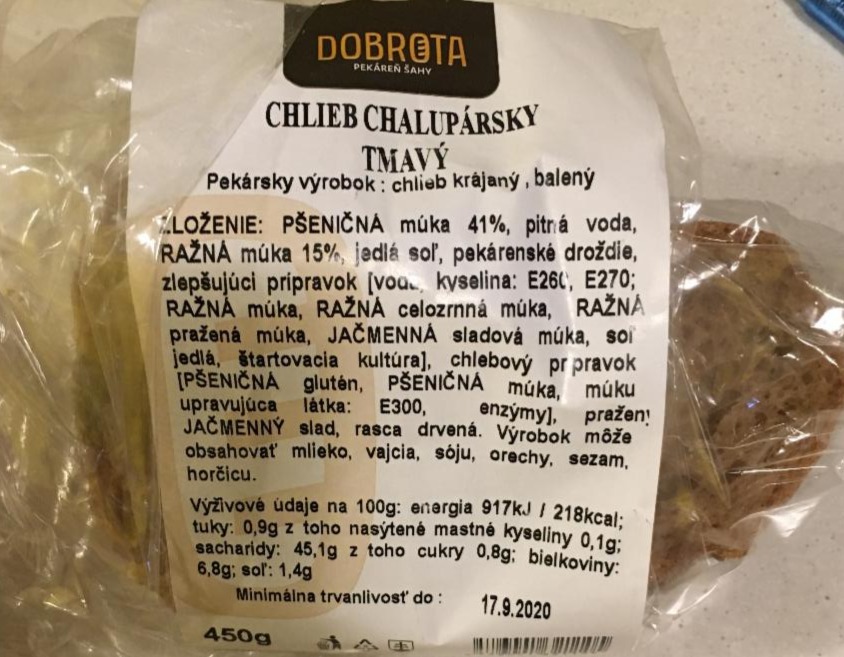 DOBROTA
PEKÁREŇ ŠAHY
CHLIEB CHALUPÁRSKY
TMAVÝ
Pekársky výrobok : chlieb krájaný , balený
ZLOŽENIE: PŠENIČNÁ múka 41%, pitná voda,
RAŽNÁ múka 15%, jedlá soľ, pekárenské droždie,
zlepšujúci prípravok [voda, kyselina: E260, E270;
RAŽNÁ múka, RAŽNÁ celozrnná múka, RAŽNÁ
pražená múka, JAČMENNÁ sladová múka, soľ
jedlá, štartovacia kultúra], chlebový prípravok
[PŠENIČNÁ glutén, PŠENIČNÁ múka, múku
upravujúca látka: E300, enzýmy], pražený
JAČMENNÝ slad, rasca drvená. Výrobok môže
obsahovať mlieko, vajcia, sóju, orechy, sezam,
horčicu.
Výživové údaje na 100g: energia 917kJ / 218kcal;
tuky: 0,9g z toho nasýtené mastné kyseliny 0,1g;
sacharidy: 45,1g z toho cukry 0,8g; bielkoviny:
6,8g; soľ: 1,4g
Minimálna trvanlivosť do : 17.9.2020
450g